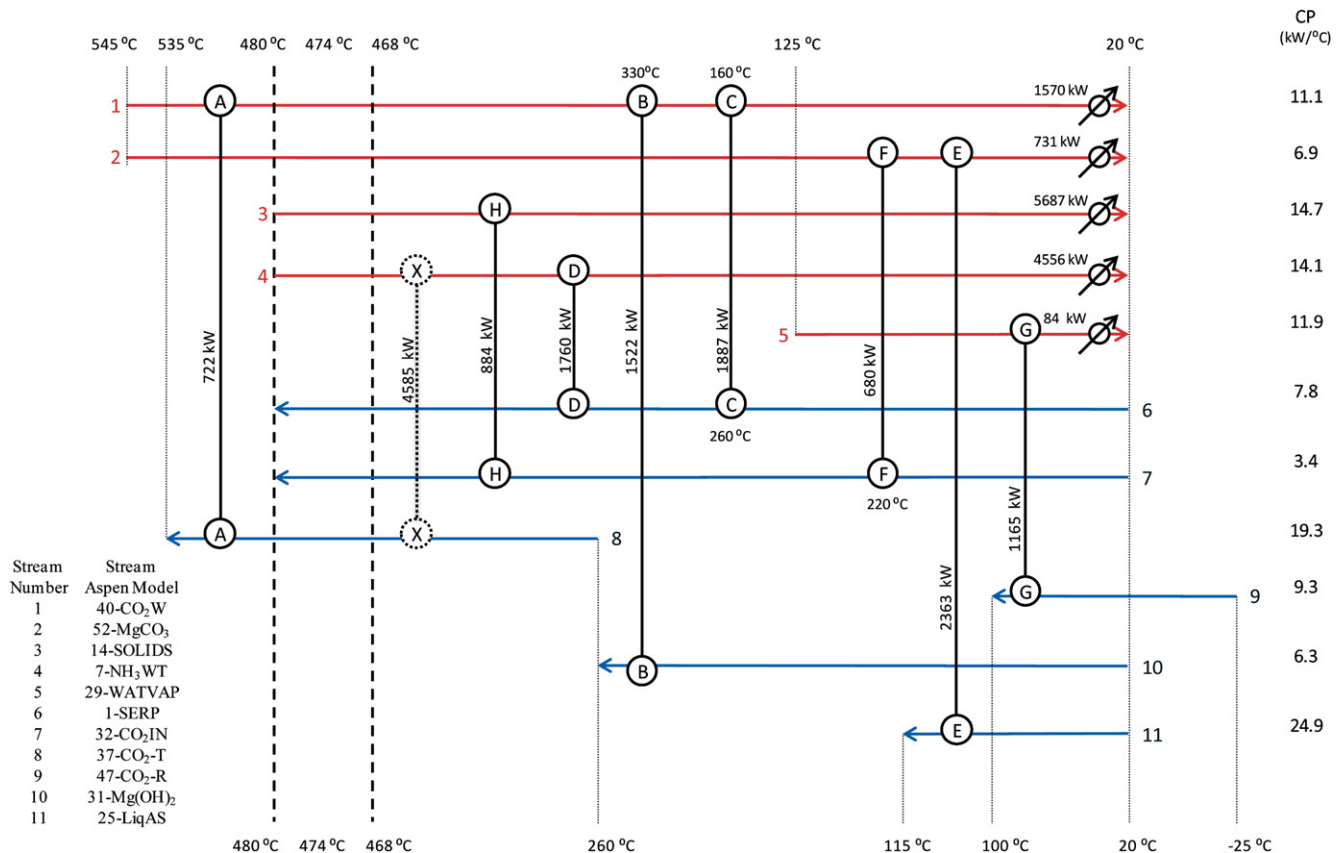 CP
(kW/°C)
545 °C 535 °C 480 °C 474 °C 468 °C 125 °C 20 °C
330°C 160°C
1 A B C 1570 kW 11.1
2 F E 731 kW 6.9
3 H 5687 kW 14.7
4 X D 4556 kW 14.1
5 G 84 kW 11.9
722 kW
4585 kW
884 kW
1760 kW
1522 kW
1887 kW
680 kW
2363 kW
1165 kW
D C 6 7.8
260 °C
H F 7 3.4
220 °C
A X 8 19.3
G 9 9.3
B 10 6.3
E 11 24.9
Stream Stream
Number Aspen Model
1 40-CO₂W
2 52-MgCO₃
3 14-SOLIDS
4 7-NH₃WT
5 29-WATVAP
6 1-SERP
7 32-CO₂IN
8 37-CO₂-T
9 47-CO₂-R
10 31-Mg(OH)₂
11 25-LiqAS
480 °C 474 °C 468 °C 260 °C 115 °C 100 °C 20 °C -25 °C